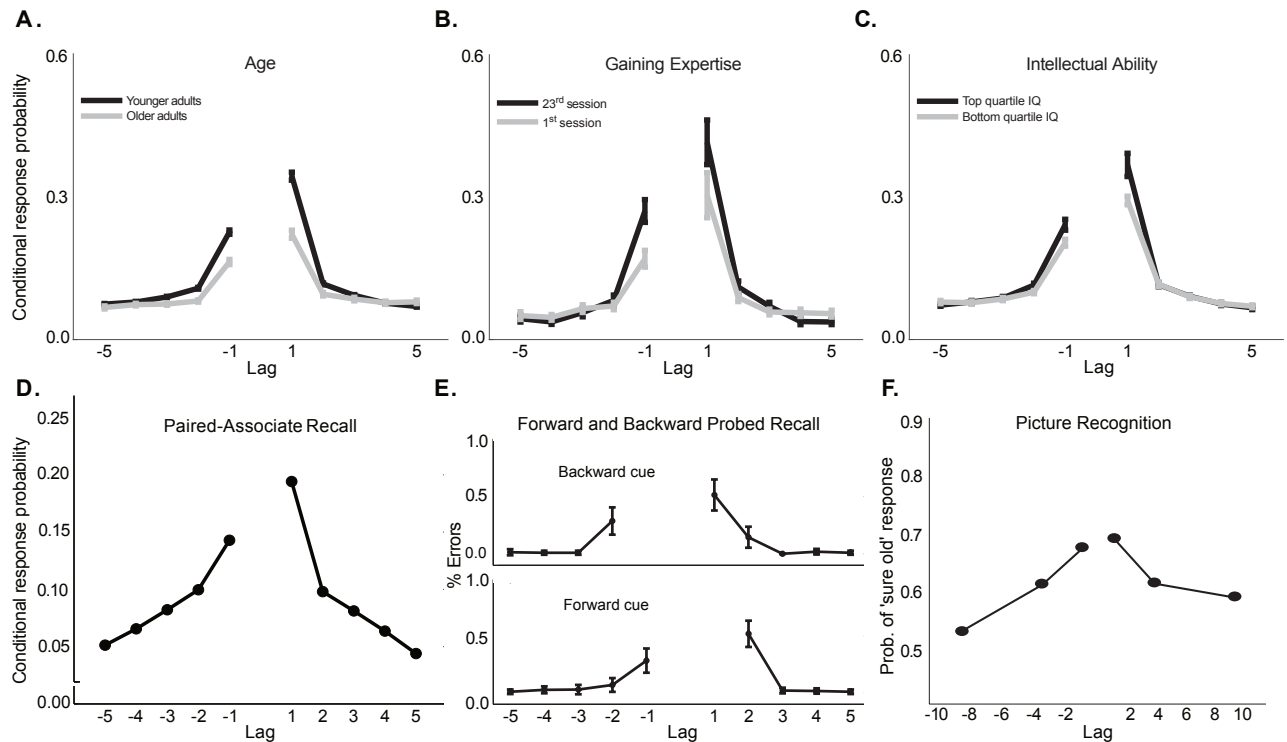 A.
Age
Conditional response probability
0.6
0.3
0.0
Younger adults
Older adults
-5
-1
1
5
Lag
B.
Gaining Expertise
0.6
0.3
0.0
23rd session
1st session
-5
-1
1
5
Lag
C.
Intellectual Ability
0.6
0.3
0.0
Top quartile IQ
Bottom quartile IQ
-5
-1
1
5
Lag
D.
Paired-Associate Recall
Conditional response probability
0.25
0.20
0.15
0.10
0.05
0.00
-5 -4 -3 -2 -1 1 2 3 4 5
Lag
E.
Forward and Backward Probed Recall
% Errors
1.0
Backward cue
0.5
0.0
1.0
Forward cue
0.5
0.0
-5 -4 -3 -2 -1 1 2 3 4 5
Lag
F.
Picture Recognition
Prob. of 'sure old' response
0.9
0.8
0.7
0.6
0.5
-10 -8 -6 -4 -2 2 4 6 8 10
Lag